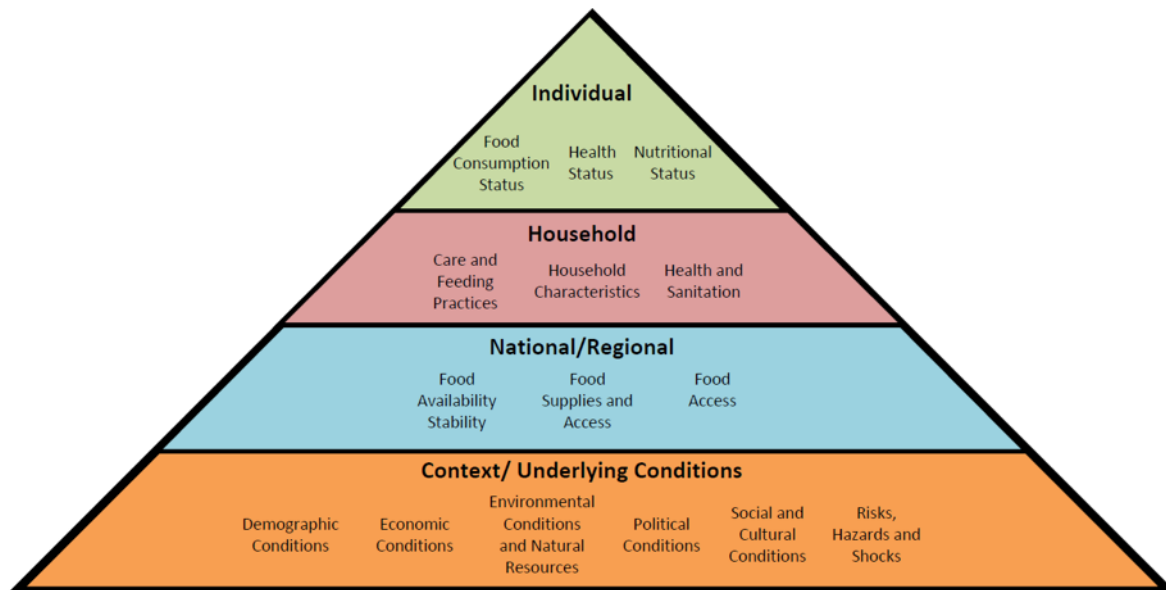 Individual
Food
Consumption
Status
Health
Status
Nutritional
Status
Household
Care and
Feeding
Practices
Household
Characteristics
Health and
Sanitation
National/Regional
Food
Availability
Stability
Food
Supplies and
Access
Food
Access
Context/ Underlying Conditions
Demographic
Conditions
Economic
Conditions
Environmental
Conditions
and Natural
Resources
Political
Conditions
Social and
Cultural
Conditions
Risks,
Hazards and
Shocks